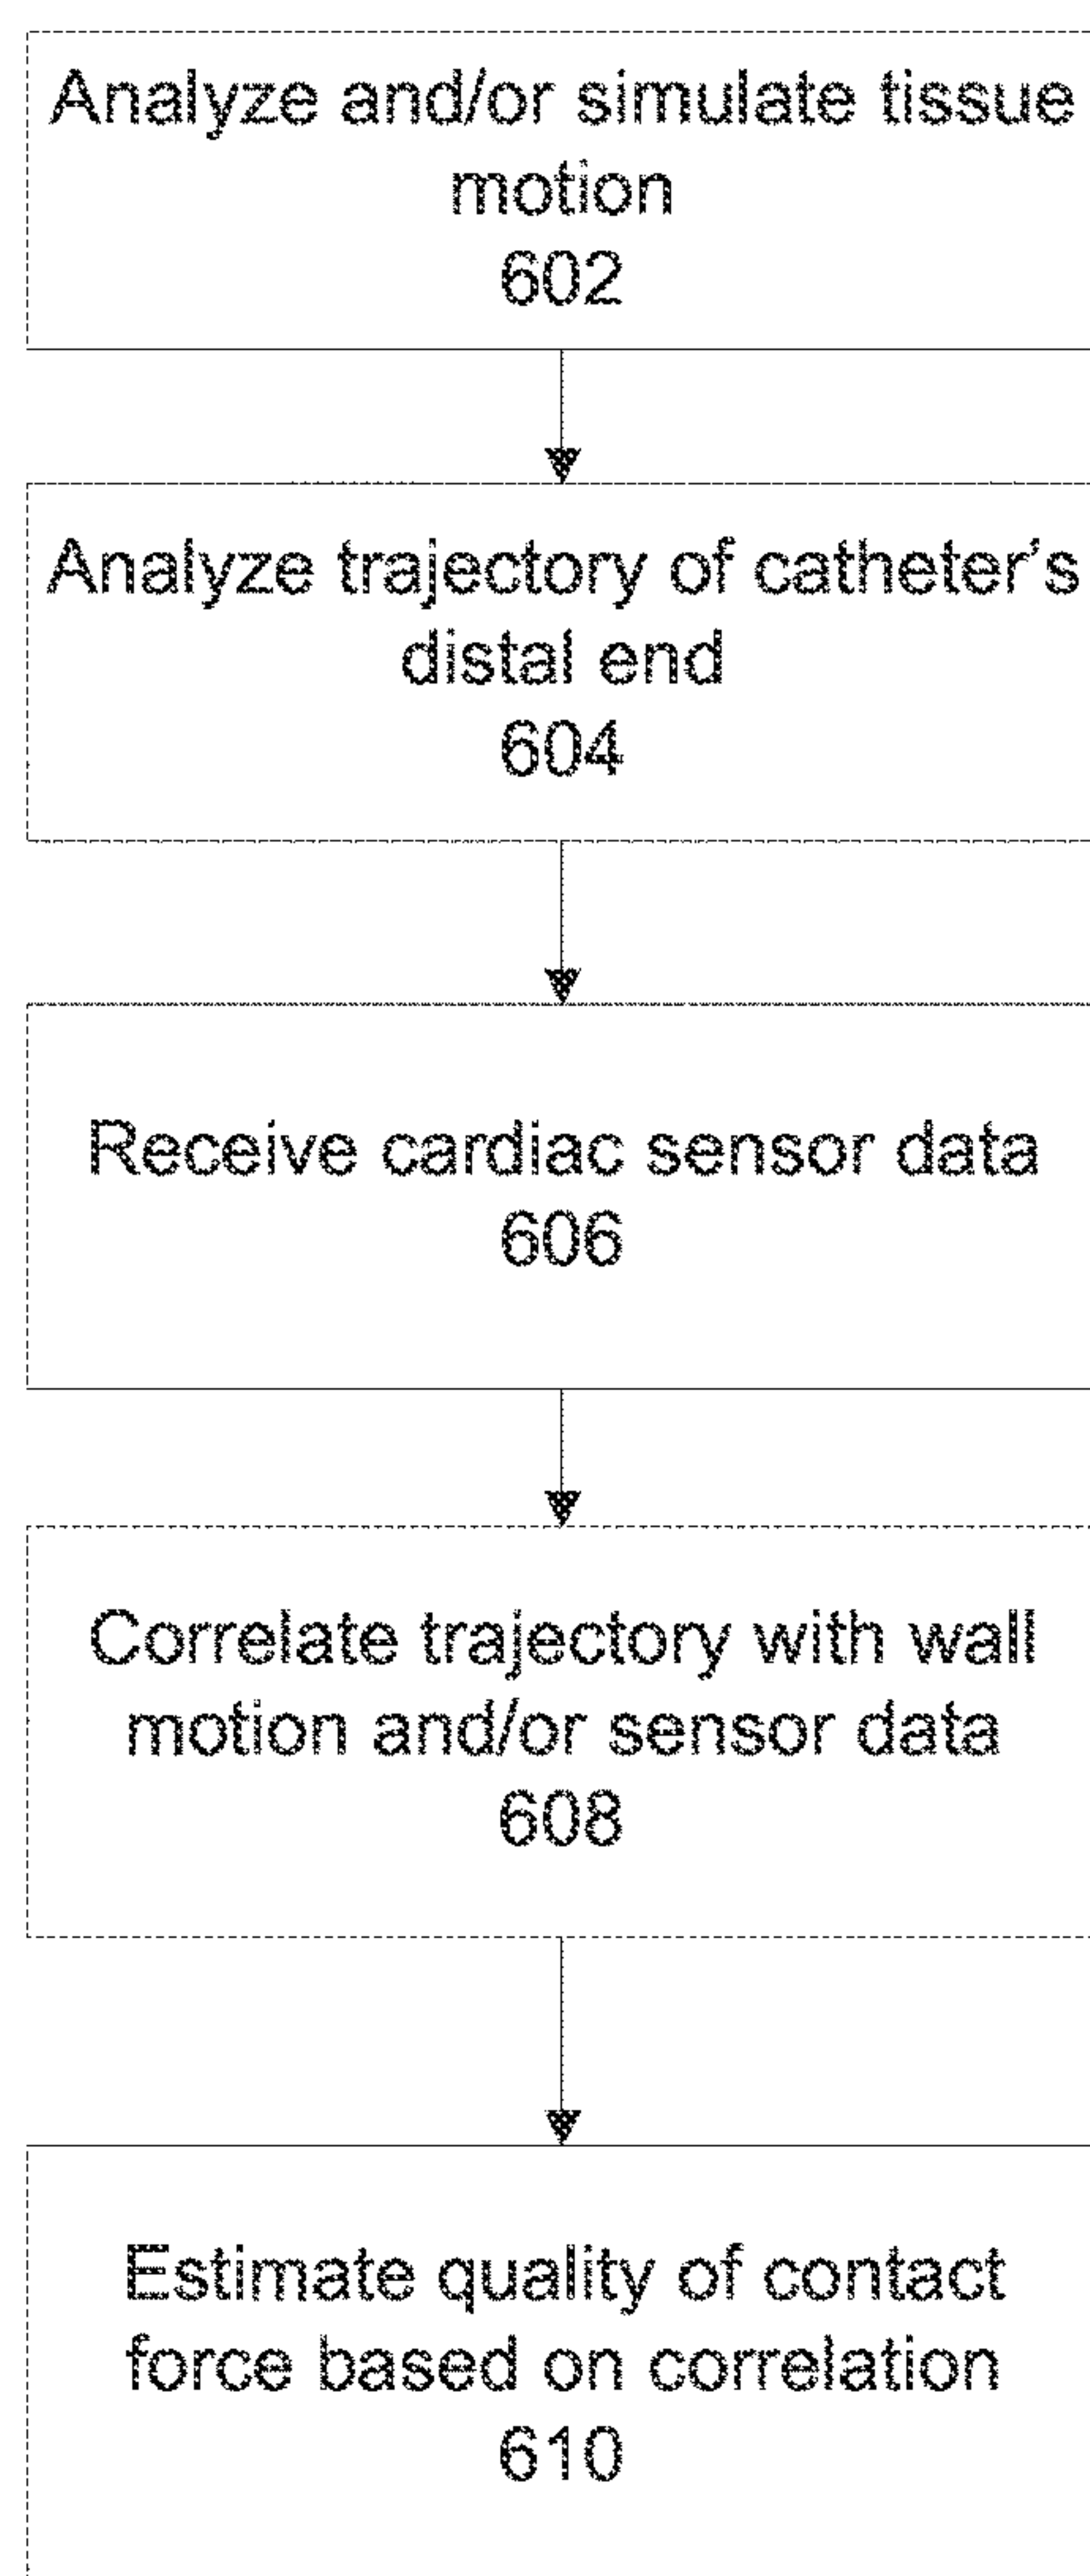 Analyze and/or simulate tissue
motion
602
Analyze trajectory of catheter's
distal end
604
Receive cardiac sensor data
606
Correlate trajectory with wall
motion and/or sensor data
608
Estimate quality of contact
force based on correlation
610